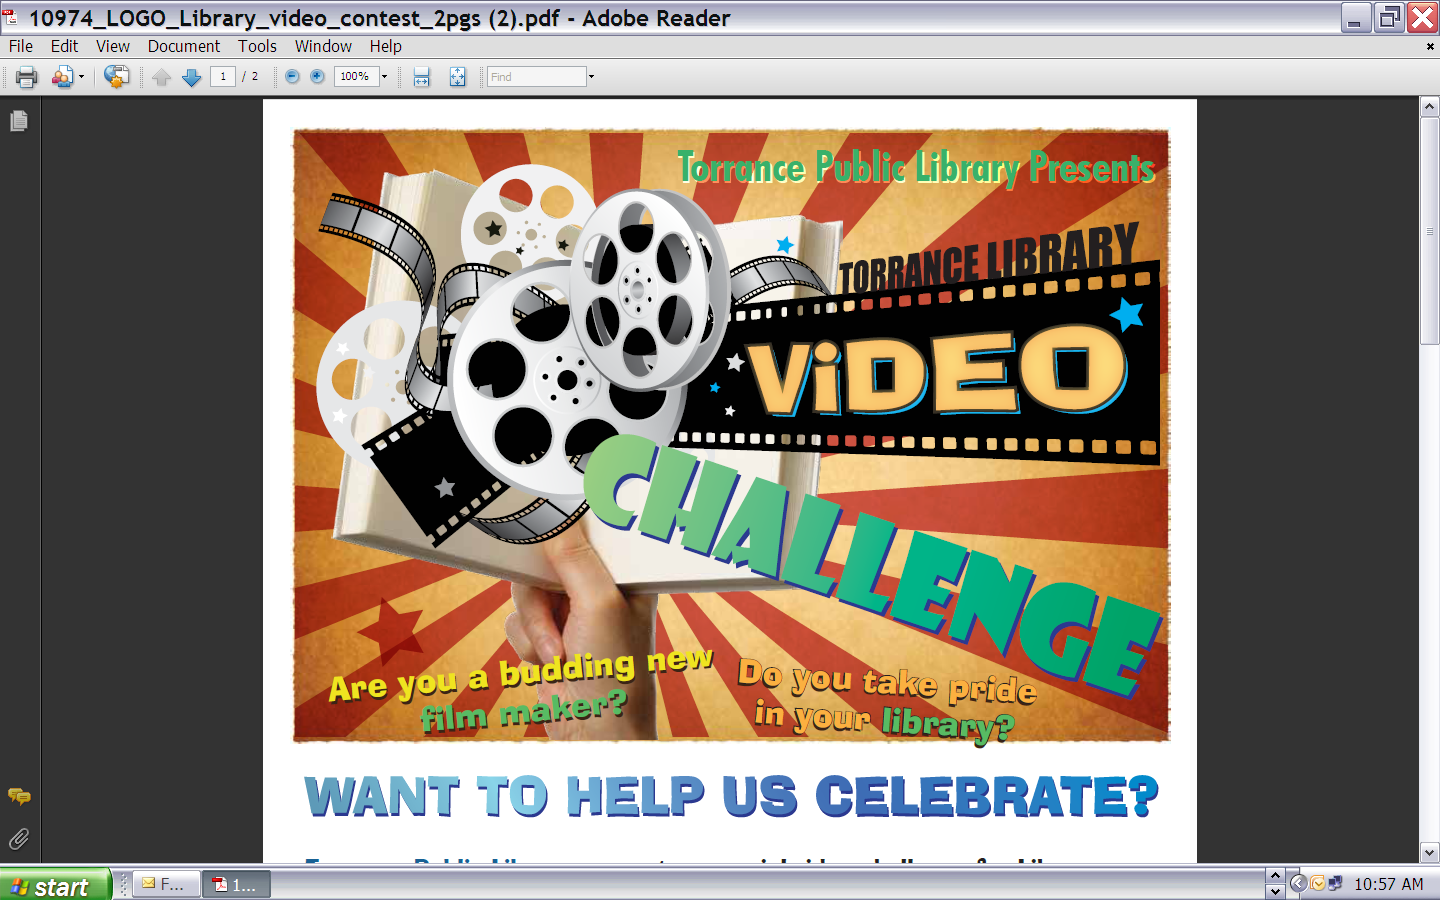 10974_LOGO_Library_video_contest_2pgs (2).pdf - Adobe Reader
File Edit View Document Tools Window Help
1 / 2 100% Find
Torrance Public Library Presents
TORRANCE LIBRARY
ViDEO
CHALLENGE
Are you a budding new
film maker?
Do you take pride
in your library?
WANT TO HELP US CELEBRATE?
start F... 1... 10:57 AM